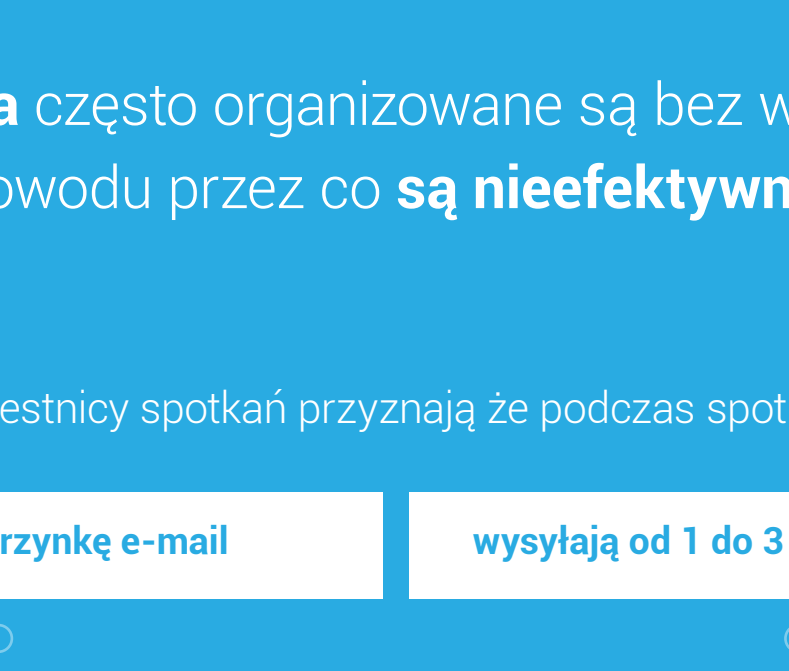 a często organizowane są bez w
owodu przez co są nieefektywn
estnicy spotkań przyznają że podczas spot
rzynkę e-mail
wysyłają od 1 do 3